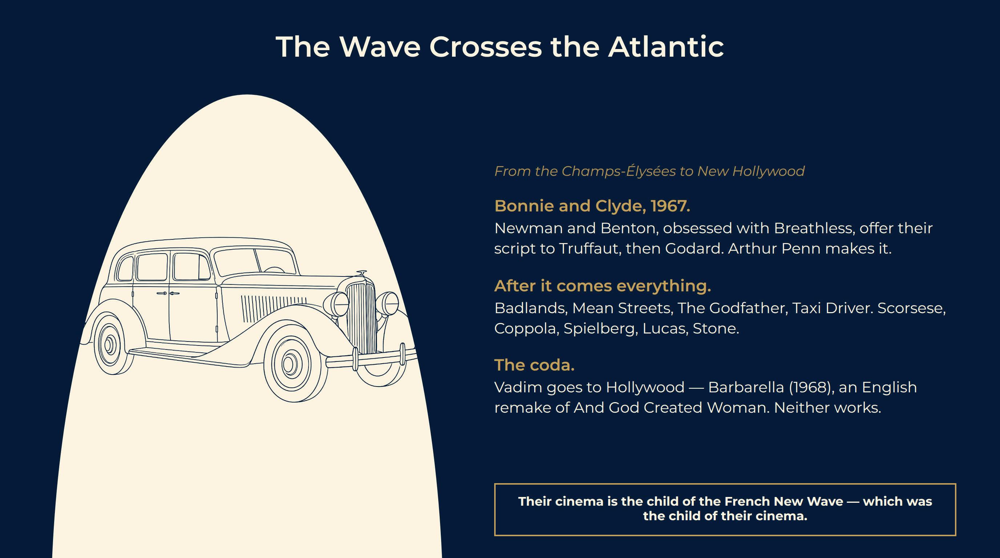 The Wave Crosses the Atlantic
From the Champs-Élysées to New Hollywood
Bonnie and Clyde, 1967.
Newman and Benton, obsessed with Breathless, offer their
script to Truffaut, then Godard. Arthur Penn makes it.
After it comes everything.
Badlands, Mean Streets, The Godfather, Taxi Driver. Scorsese,
Coppola, Spielberg, Lucas, Stone.
The coda.
Vadim goes to Hollywood — Barbarella (1968), an English
remake of And God Created Woman. Neither works.
Their cinema is the child of the French New Wave — which was
the child of their cinema.